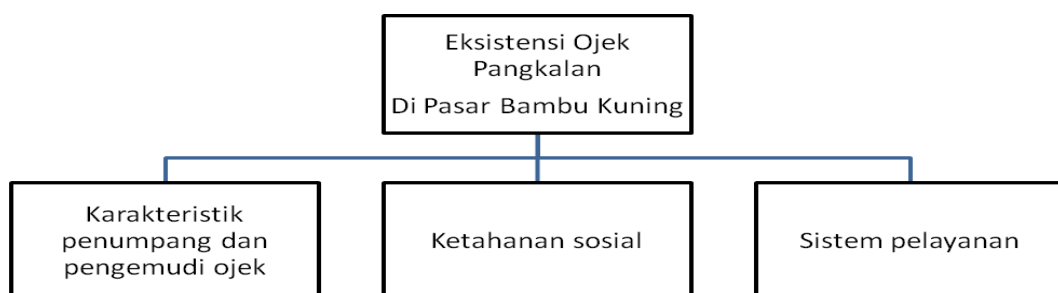 Eksistensi Ojek
Pangkalan
Di Pasar Bambu Kuning
Karakteristik
penumpang dan
pengemudi ojek
Ketahanan sosial
Sistem pelayanan